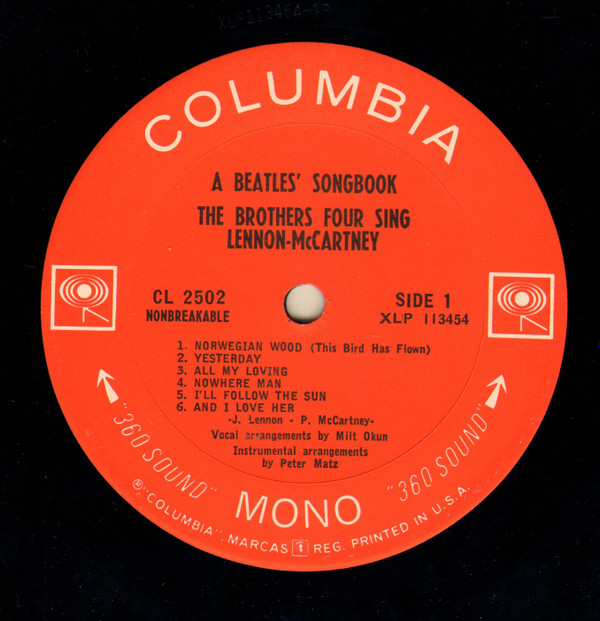 XLP113454-1B
COLUMBIA
A BEATLES' SONGBOOK
THE BROTHERS FOUR SING
LENNON-McCARTNEY
CL 2502
NONBREAKABLE
SIDE 1
XLP 113454
1. NORWEGIAN WOOD (This Bird Has Flown)
2. YESTERDAY
3. ALL MY LOVING
4. NOWHERE MAN
5. I'LL FOLLOW THE SUN
6. AND I LOVE HER
-J. Lennon - P. McCartney-
Vocal arrangements by Milt Okun
Instrumental arrangements
by Peter Matz
"360 SOUND"
MONO
"360 SOUND"
®"COLUMBIA", MARCAS t REG. PRINTED IN U.S.A.